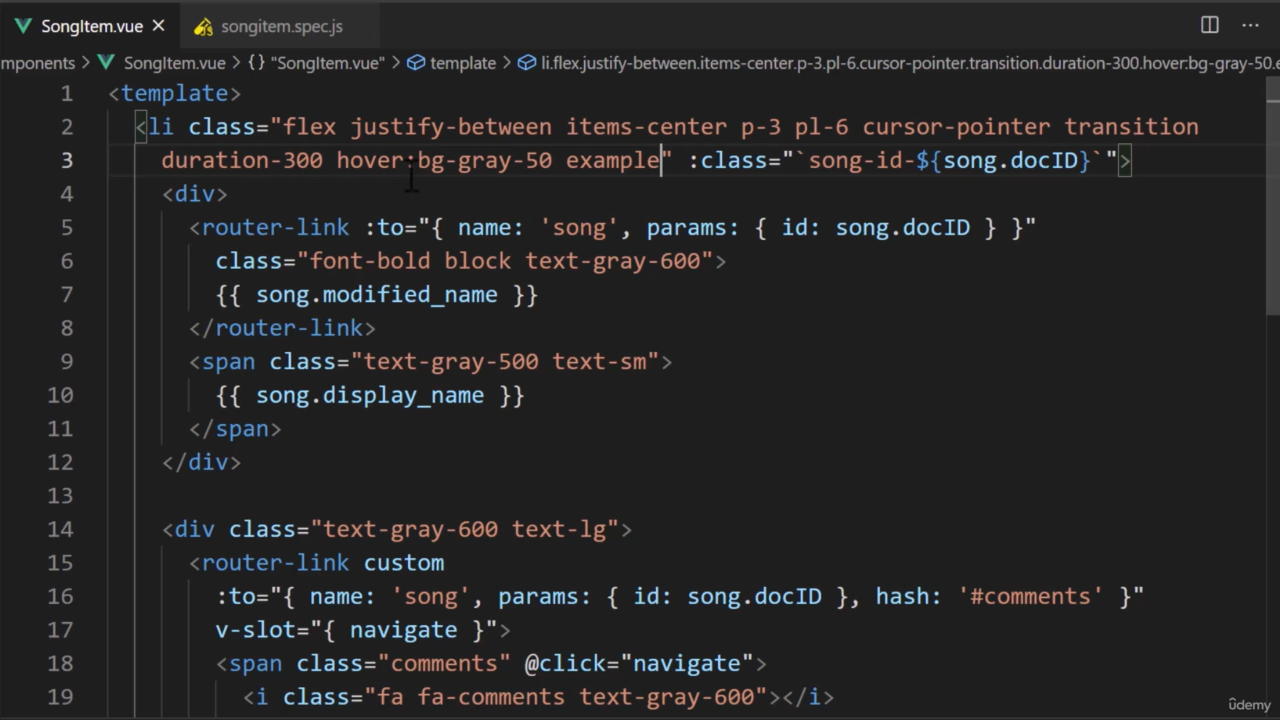 SongItem.vue songitem.spec.js
mponents > SongItem.vue > {} "SongItem.vue" > template > li.flex.justify-between.items-center.p-3.pl-6.cursor-pointer.transition.duration-300.hover:bg-gray-50.e
1 <template>
2 <li class="flex justify-between items-center p-3 pl-6 cursor-pointer transition
3 duration-300 hover:bg-gray-50 example" :class="`song-id-${song.docID}`">
4 <div>
5 <router-link :to="{ name: 'song', params: { id: song.docID } }"
6 class="font-bold block text-gray-600">
7 {{ song.modified_name }}
8 </router-link>
9 <span class="text-gray-500 text-sm">
10 {{ song.display_name }}
11 </span>
12 </div>
13
14 <div class="text-gray-600 text-lg">
15 <router-link custom
16 :to="{ name: 'song', params: { id: song.docID }, hash: '#comments' }"
17 v-slot="{ navigate }">
18 <span class="comments" @click="navigate">
19 <i class="fa fa-comments text-gray-600"></i>
ûdemy